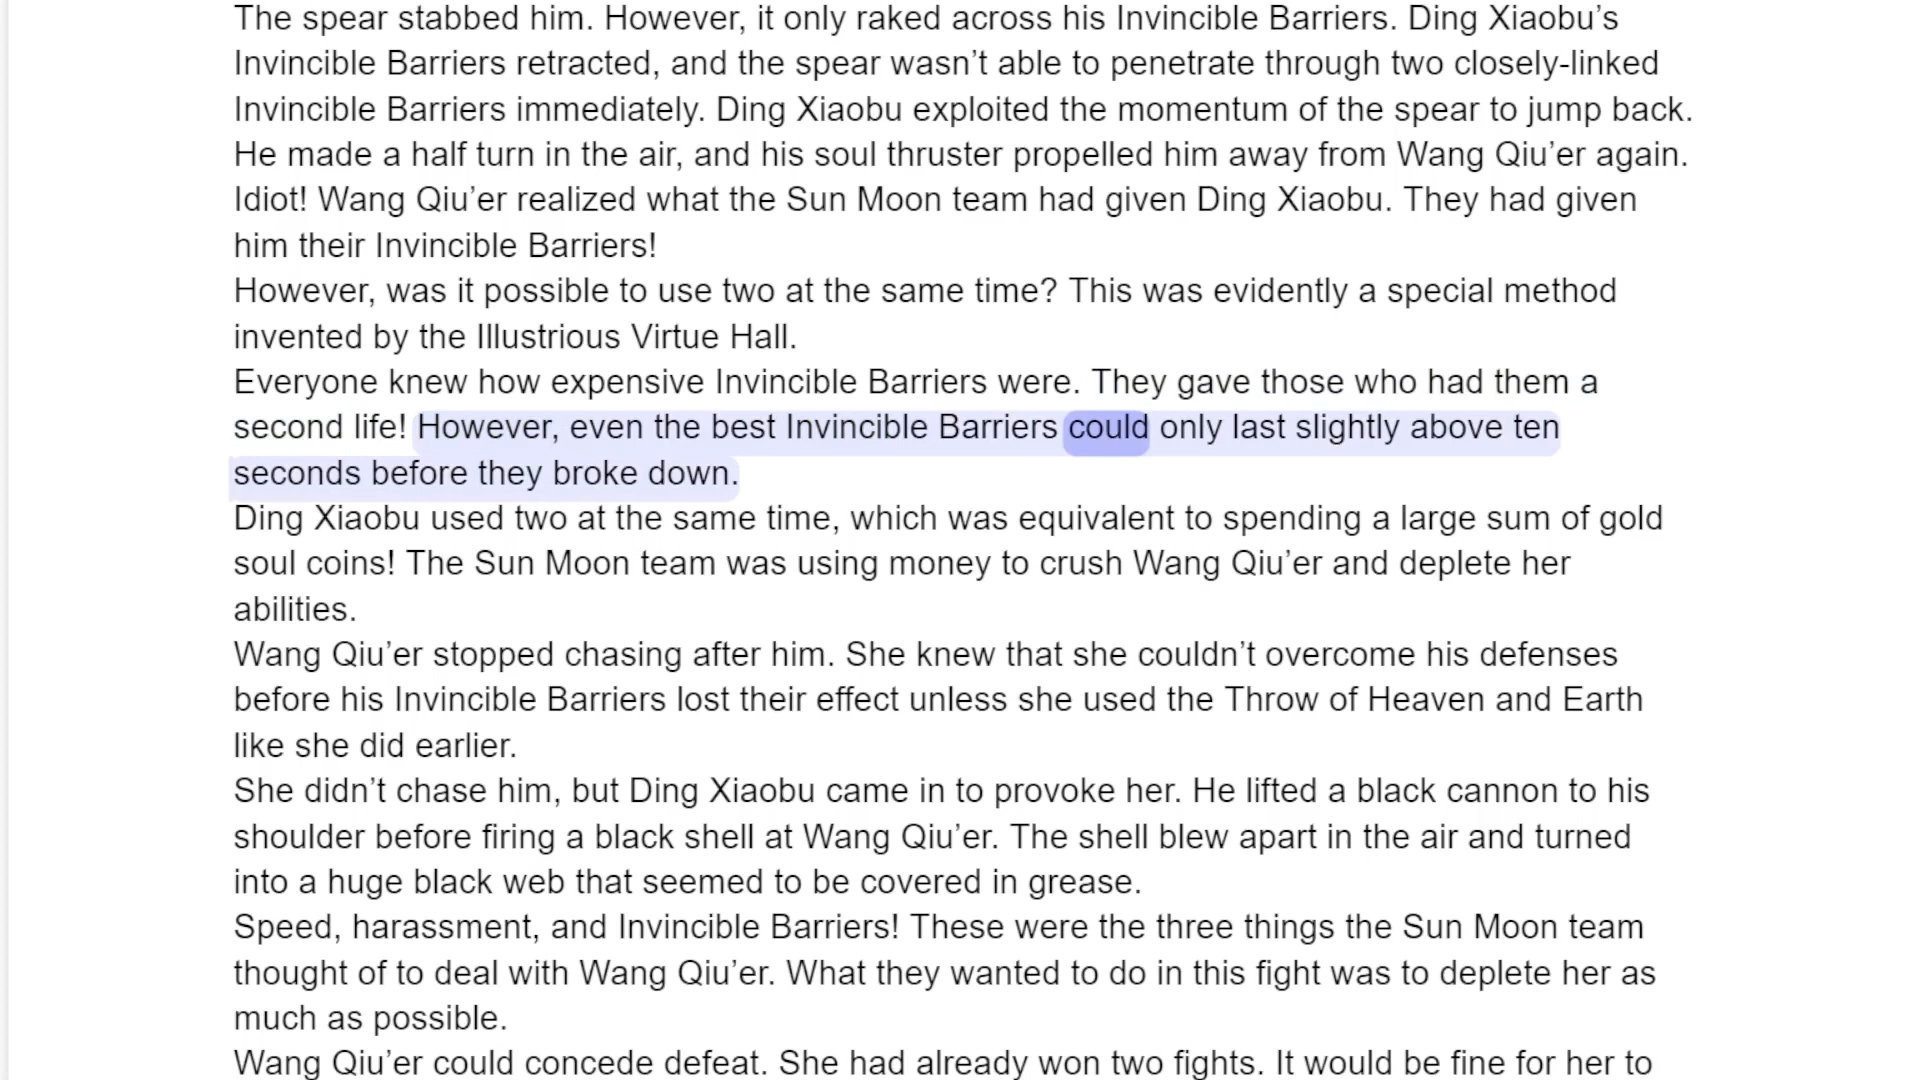 The spear stabbed him. However, it only raked across his Invincible Barriers. Ding Xiaobu’s
Invincible Barriers retracted, and the spear wasn’t able to penetrate through two closely-linked
Invincible Barriers immediately. Ding Xiaobu exploited the momentum of the spear to jump back.
He made a half turn in the air, and his soul thruster propelled him away from Wang Qiu’er again.
Idiot! Wang Qiu’er realized what the Sun Moon team had given Ding Xiaobu. They had given
him their Invincible Barriers!
However, was it possible to use two at the same time? This was evidently a special method
invented by the Illustrious Virtue Hall.
Everyone knew how expensive Invincible Barriers were. They gave those who had them a
second life! However, even the best Invincible Barriers could only last slightly above ten
seconds before they broke down.
Ding Xiaobu used two at the same time, which was equivalent to spending a large sum of gold
soul coins! The Sun Moon team was using money to crush Wang Qiu’er and deplete her
abilities.
Wang Qiu’er stopped chasing after him. She knew that she couldn’t overcome his defenses
before his Invincible Barriers lost their effect unless she used the Throw of Heaven and Earth
like she did earlier.
She didn’t chase him, but Ding Xiaobu came in to provoke her. He lifted a black cannon to his
shoulder before firing a black shell at Wang Qiu’er. The shell blew apart in the air and turned
into a huge black web that seemed to be covered in grease.
Speed, harassment, and Invincible Barriers! These were the three things the Sun Moon team
thought of to deal with Wang Qiu’er. What they wanted to do in this fight was to deplete her as
much as possible.
Wang Qiu’er could concede defeat. She had already won two fights. It would be fine for her to